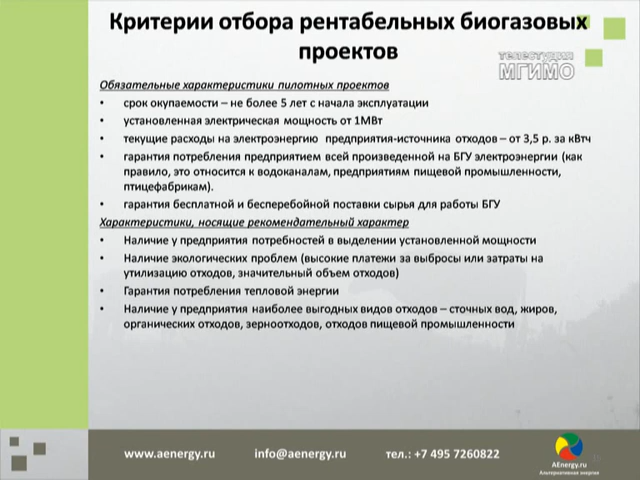 Критерии отбора рентабельных биогазовых
проектов
телестудия
МГИМО
Обязательные характеристики пилотных проектов
• срок окупаемости – не более 5 лет с начала эксплуатации
• установленная электрическая мощность от 1МВт
• текущие расходы на электроэнергию предприятия-источника отходов – от 3,5 р. за кВтч
• гарантия потребления предприятием всей произведенной на БГУ электроэнергии (как
правило, это относится к водоканалам, предприятиям пищевой промышленности,
птицефабрикам).
• гарантия бесплатной и бесперебойной поставки сырья для работы БГУ
Характеристики, носящие рекомендательный характер
• Наличие у предприятия потребностей в выделении установленной мощности
• Наличие экологических проблем (высокие платежи за выбросы или затраты на
утилизацию отходов, значительный объем отходов)
• Гарантия потребления тепловой энергии
• Наличие у предприятия наиболее выгодных видов отходов – сточных вод, жиров,
органических отходов, зерноотходов, отходов пищевой промышленности
www.aenergy.ru info@aenergy.ru тел.: +7 495 7260822
AEnergy.ru
Альтернативная энергия